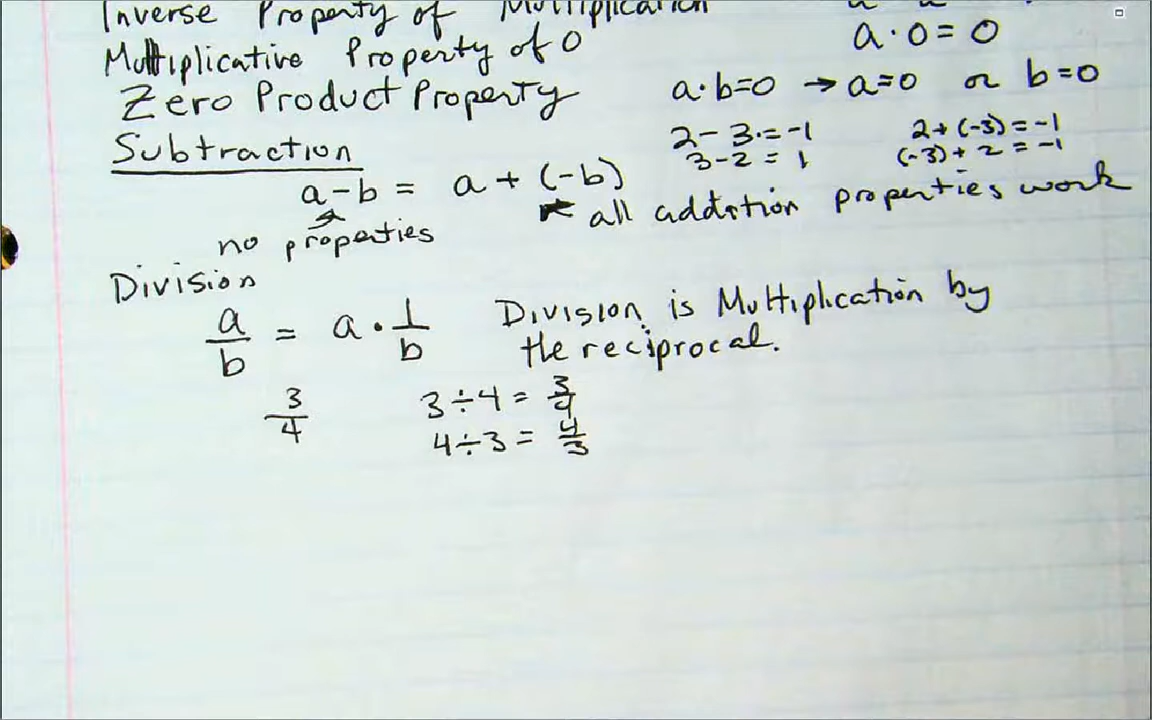 Inverse Property of Multiplication
Multiplicative Property of 0 a · 0 = 0
Zero Product Property a · b = 0 → a = 0 or b = 0
Subtraction 2 - 3 = -1 2 + (-3) = -1
3 - 2 = 1 (-3) + 2 = -1
a - b = a + (-b)
all addition properties work
no properties
Division
a/b = a · 1/b Division is Multiplication by
the reciprocal.
3/4 3 ÷ 4 = 3/4
4 ÷ 3 = 4/3